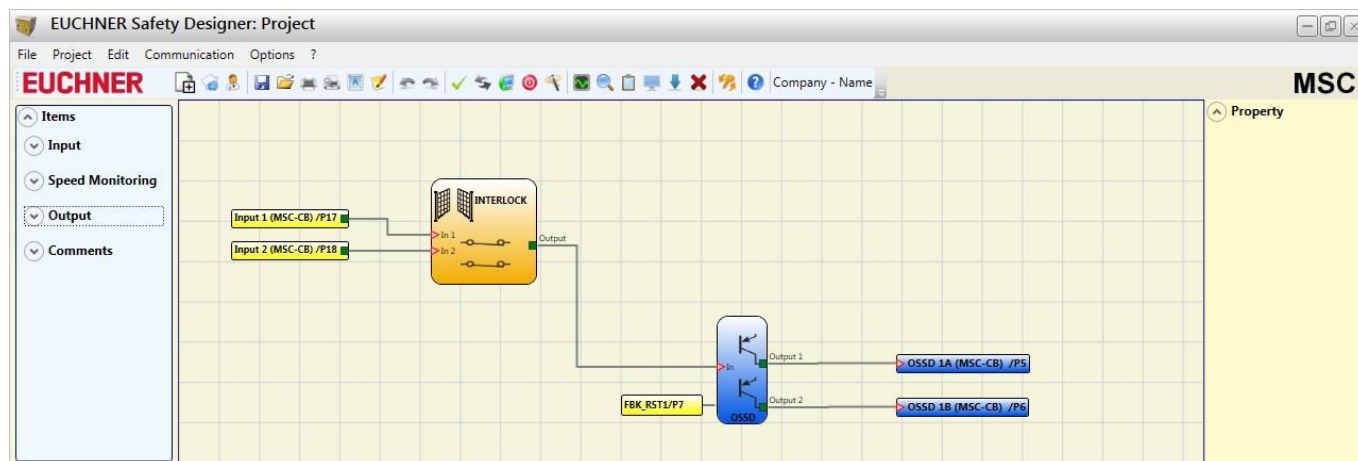 EUCHNER Safety Designer: Project
File Project Edit Communication Options ?
EUCHNER
Company - Name
MSC
Items
Input
Speed Monitoring
Output
Comments
Property
INTERLOCK
Input 1 (MSC-CB) /P17
In 1
Input 2 (MSC-CB) /P18
In 2
Output
In
Output 1
OSSD 1A (MSC-CB) /P5
FBK_RST1/P7
Output 2
OSSD 1B (MSC-CB) /P6
OSSD